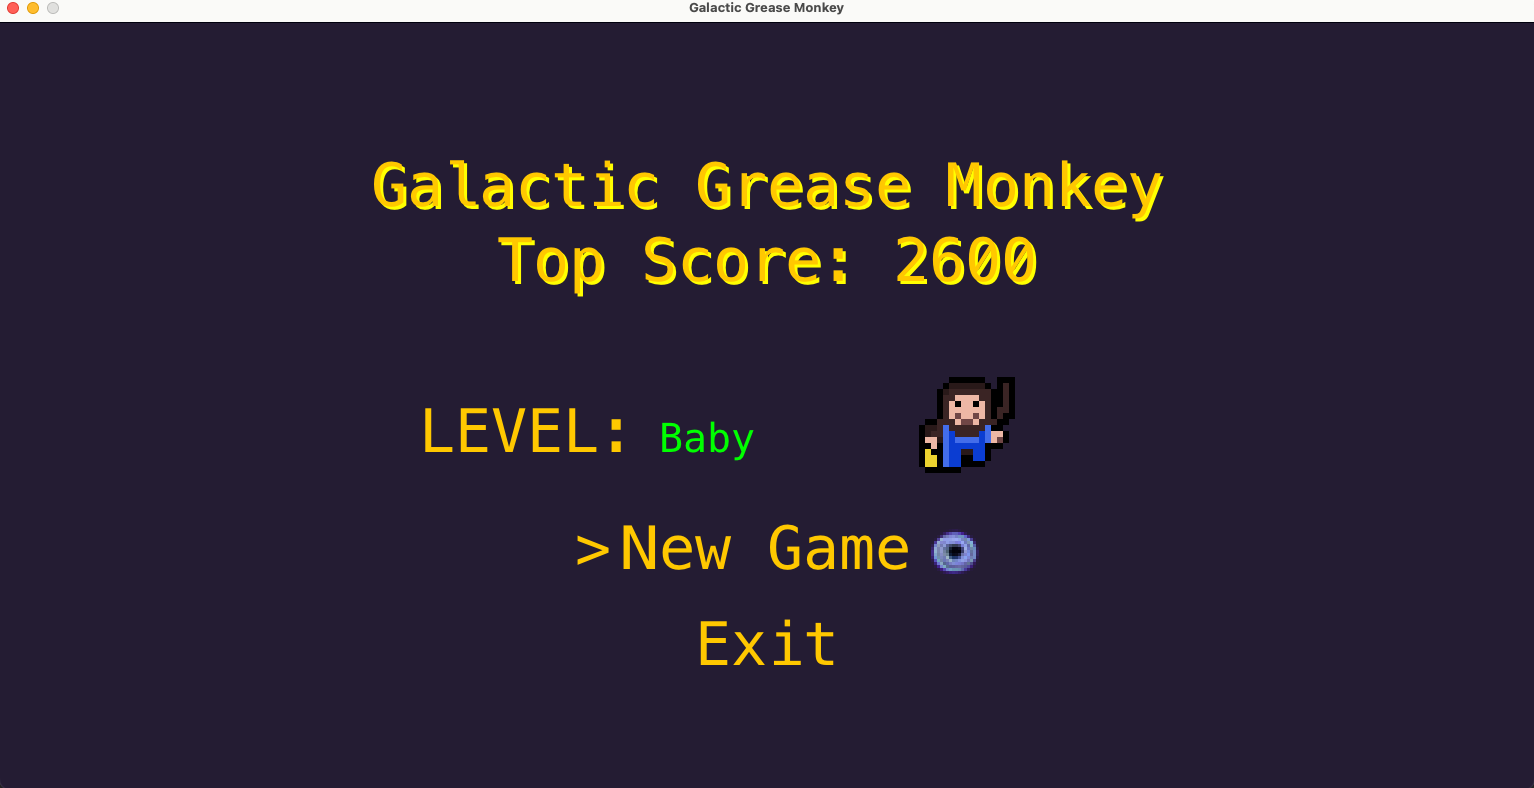 Galactic Grease Monkey
Galactic Grease Monkey
Top Score: 2600
LEVEL: Baby
>New Game
Exit